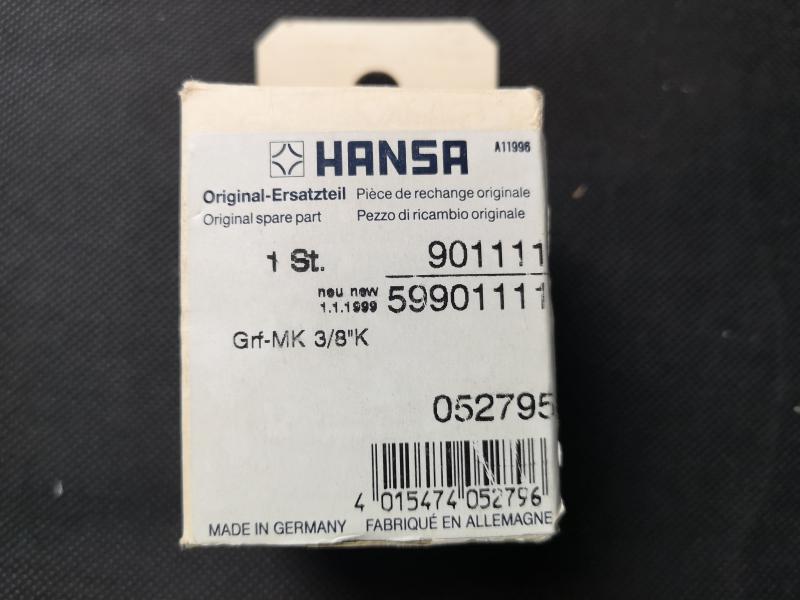 HANSA A11996
Original-Ersatzteil Pièce de rechange originale
Original spare part Pezzo di ricambio originale
1 St. 901111
neu new
1.1.1999 59901111
Grf-MK 3/8"K
052795
4 015474 052796
MADE IN GERMANY FABRIQUÉ EN ALLEMAGNE